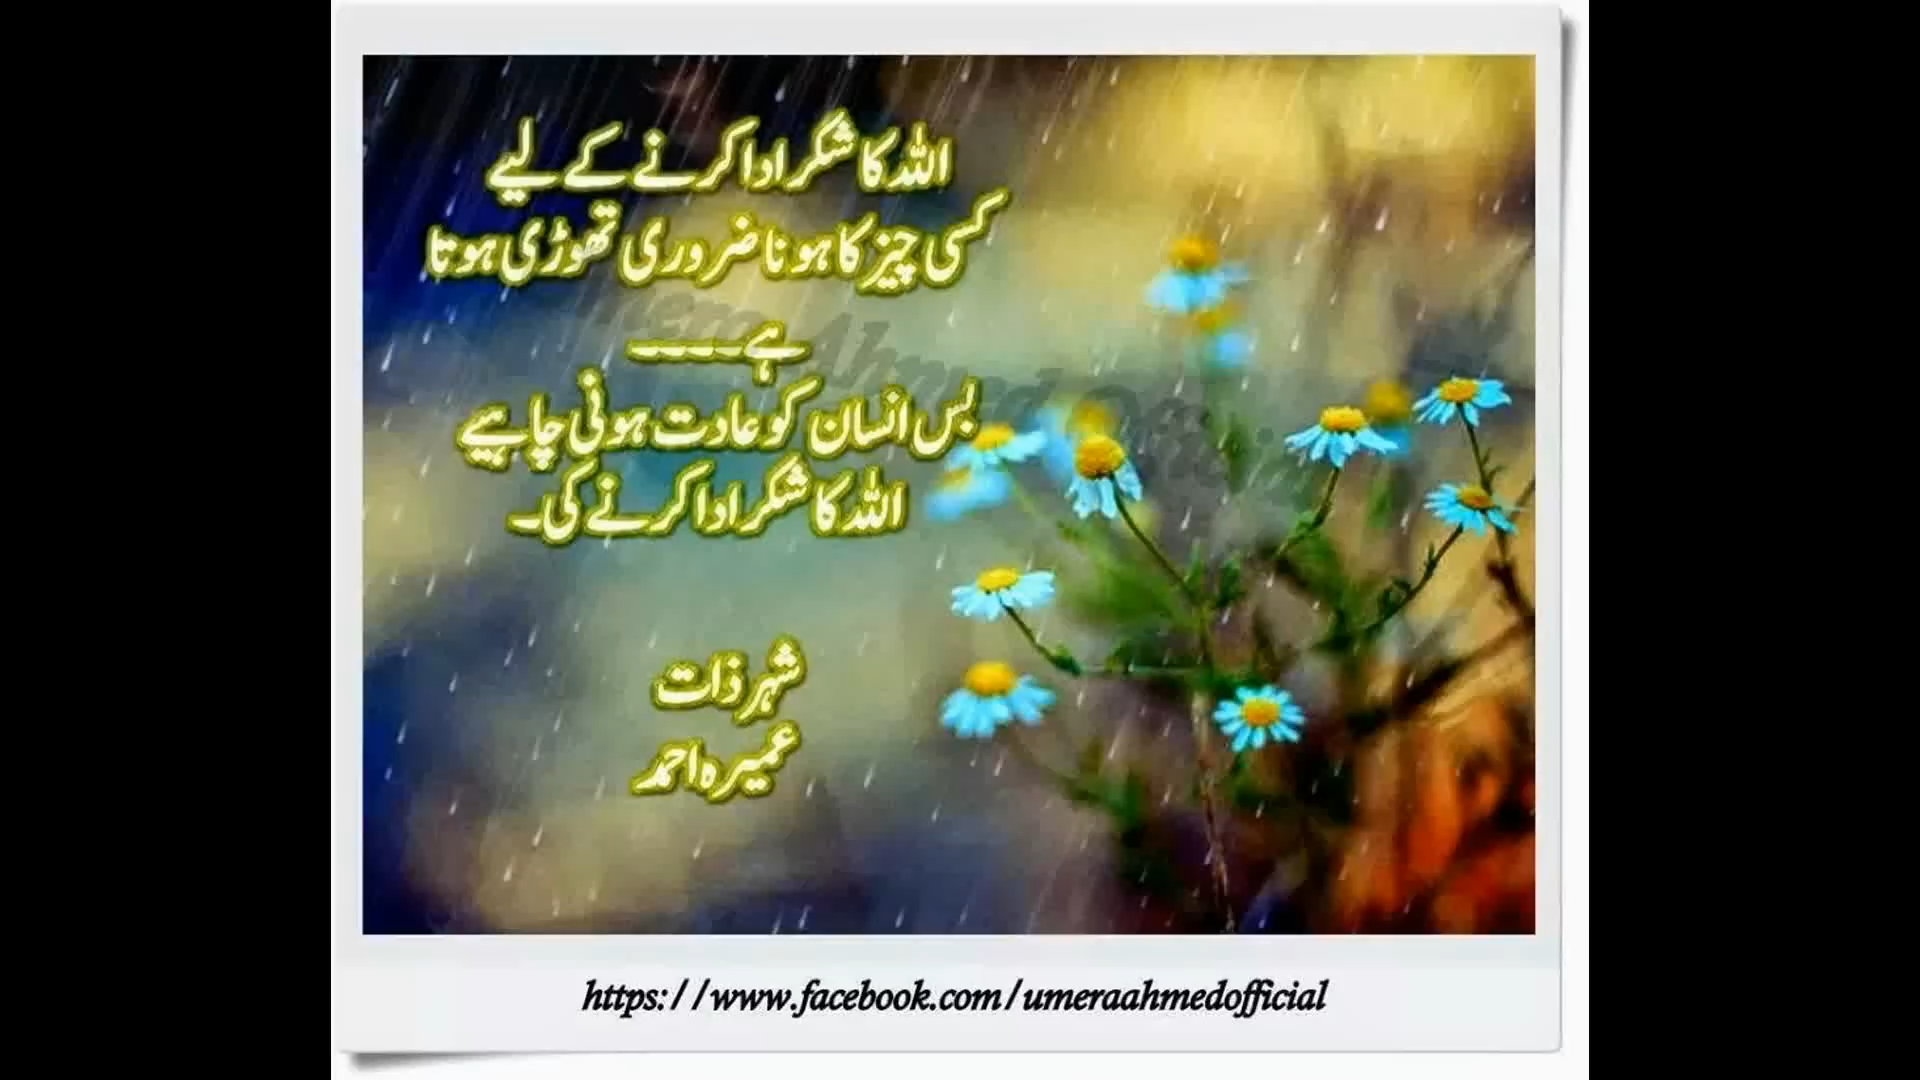 اللہ کا شکر ادا کرنے کے لیے
کسی چیز کا ہونا ضروری تھوڑی ہوتا
ہے۔۔۔۔
بس انسان کو عادت ہونی چاہیے
اللہ کا شکر ادا کرنے کی۔
شہر ذات
عمیرہ احمد
Ahmed
https://www.facebook.com/umeraahmedofficial